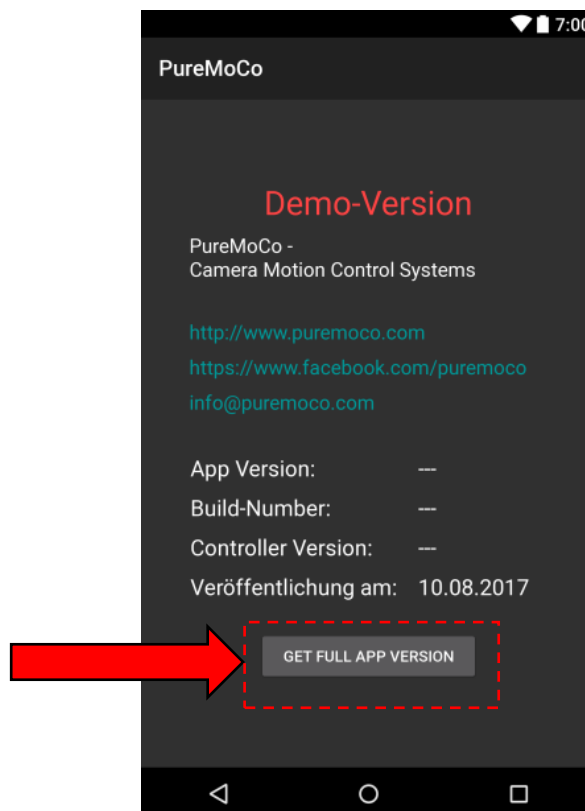 7:00
PureMoCo
Demo-Version
PureMoCo -
Camera Motion Control Systems
http://www.puremoco.com
https://www.facebook.com/puremoco
info@puremoco.com
App Version: ---
Build-Number: ---
Controller Version: ---
Veröffentlichung am: 10.08.2017
GET FULL APP VERSION